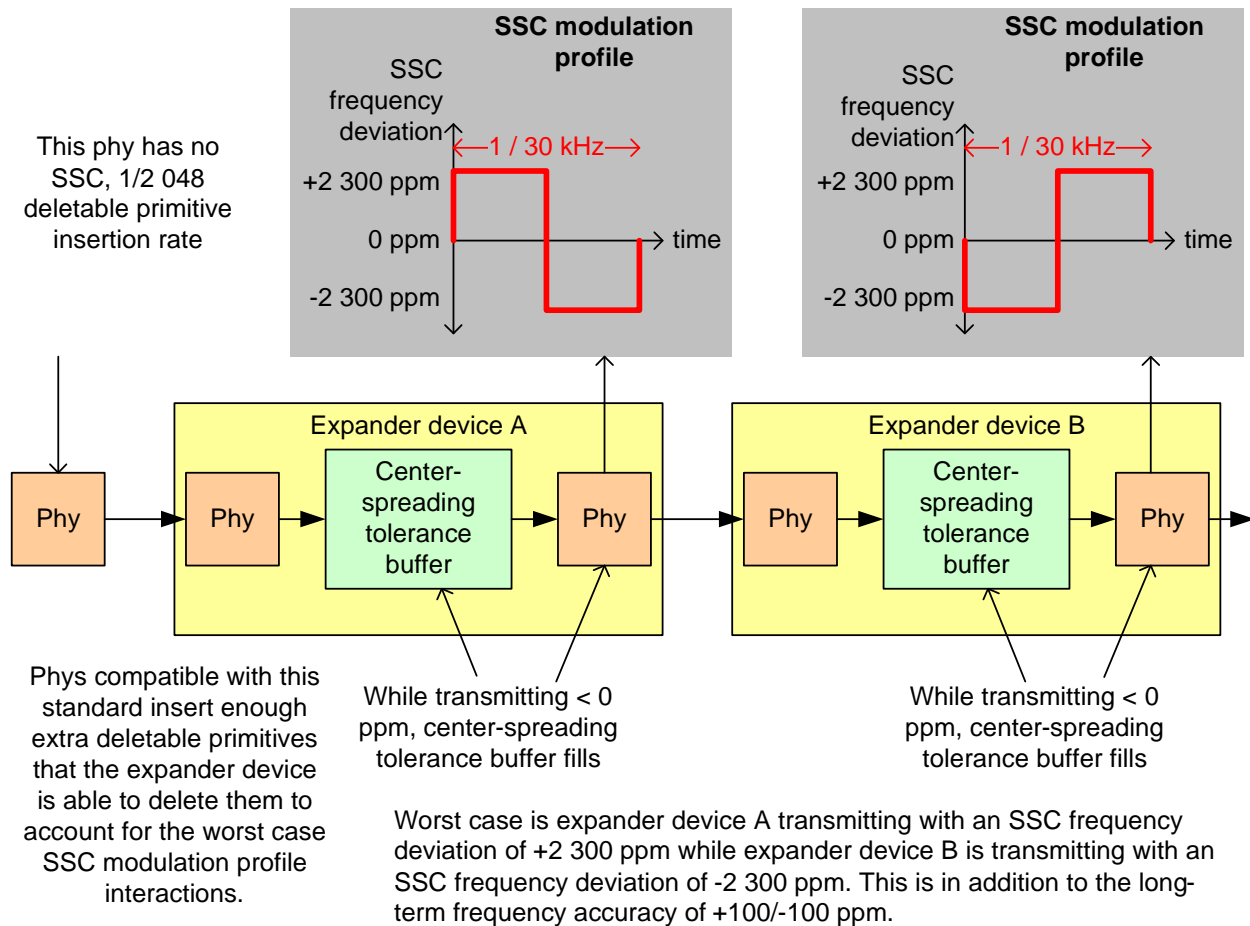 SSC modulation
profile
SSC
frequency
deviation
1 / 30 kHz
+2 300 ppm
0 ppm
-2 300 ppm
time
SSC modulation
profile
SSC
frequency
deviation
1 / 30 kHz
+2 300 ppm
0 ppm
-2 300 ppm
time
This phy has no
SSC, 1/2 048
deletable primitive
insertion rate
Phy
Expander device A
Phy
Center-
spreading
tolerance
buffer
Phy
Expander device B
Phy
Center-
spreading
tolerance
buffer
Phy
Phys compatible with this
standard insert enough
extra deletable primitives
that the expander device
is able to delete them to
account for the worst case
SSC modulation profile
interactions.
While transmitting < 0
ppm, center-spreading
tolerance buffer fills
While transmitting < 0
ppm, center-spreading
tolerance buffer fills
Worst case is expander device A transmitting with an SSC frequency
deviation of +2 300 ppm while expander device B is transmitting with an
SSC frequency deviation of -2 300 ppm. This is in addition to the long-
term frequency accuracy of +100/-100 ppm.